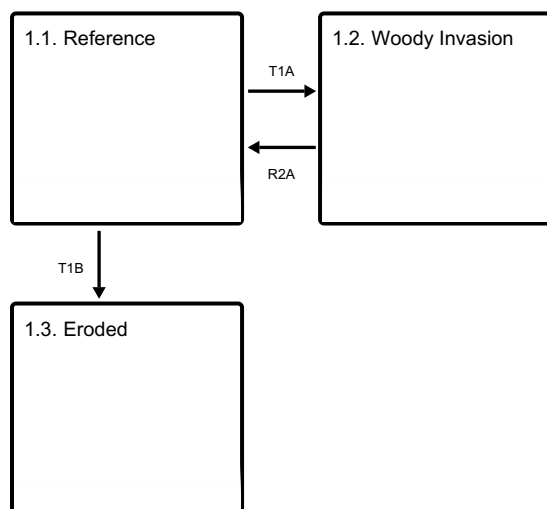 1.1. Reference
1.2. Woody Invasion
T1A
R2A
T1B
1.3. Eroded